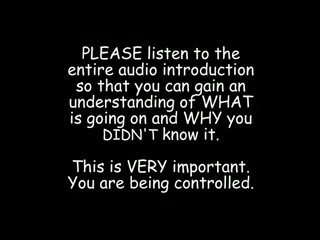 PLEASE listen to the
entire audio introduction
so that you can gain an
understanding of WHAT
is going on and WHY you
DIDN'T know it.
This is VERY important.
You are being controlled.